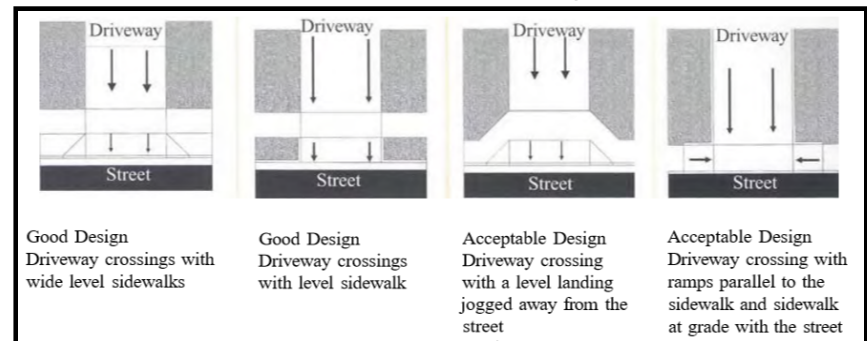 Driveway
Street
Good Design
Driveway crossings with
wide level sidewalks
Driveway
Street
Good Design
Driveway crossings
with level sidewalk
Driveway
Street
Acceptable Design
Driveway crossing
with a level landing
jogged away from the
street
Driveway
Street
Acceptable Design
Driveway crossing with
ramps parallel to the
sidewalk and sidewalk
at grade with the street